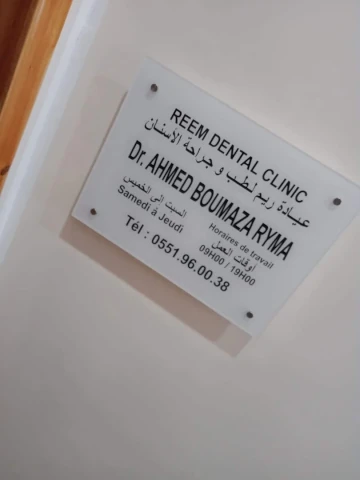 REEM DENTAL CLINIC
عيادة ريم لطب و جراحة الأسنان
Dr. AHMED BOUMAZA RYMA
السبت الى الخميس
Samedi à Jeudi
Horaires de travail
أوقات العمل
09H00 / 19H00
Tél : 0551.96.00.38